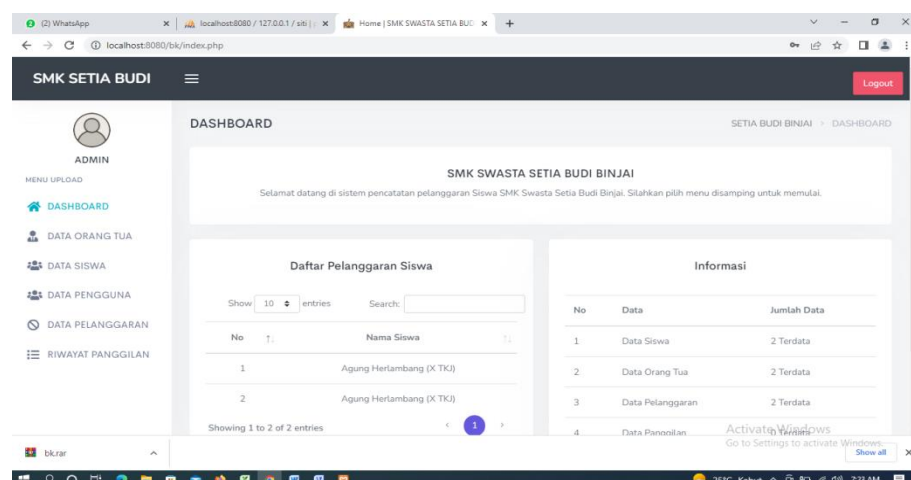 (2) WhatsApp
localhost:8080 / 127.0.0.1 / siti |
Home | SMK SWASTA SETIA BUD
localhost:8080/bk/index.php
SMK SETIA BUDI
Logout
ADMIN
MENU UPLOAD
DASHBOARD
DATA ORANG TUA
DATA SISWA
DATA PENGGUNA
DATA PELANGGARAN
RIWAYAT PANGGILAN
DASHBOARD
SETIA BUDI BINJAI > DASHBOARD
SMK SWASTA SETIA BUDI BINJAI
Selamat datang di sistem pencatatan pelanggaran Siswa SMK Swasta Setia Budi Binjai. Silahkan pilih menu disamping untuk memulai.
Daftar Pelanggaran Siswa
Show 10 entries Search:
No Nama Siswa
1 Agung Herlambang (X TKJ)
2 Agung Herlambang (X TKJ)
Showing 1 to 2 of 2 entries
1
Informasi
No Data Jumlah Data
1 Data Siswa 2 Terdata
2 Data Orang Tua 2 Terdata
3 Data Pelanggaran 2 Terdata
4 Data Panggilan
Activate Windows
Go to Settings to activate Windows.
bk.rar
Show all
25°C Kabut
7:23 AM